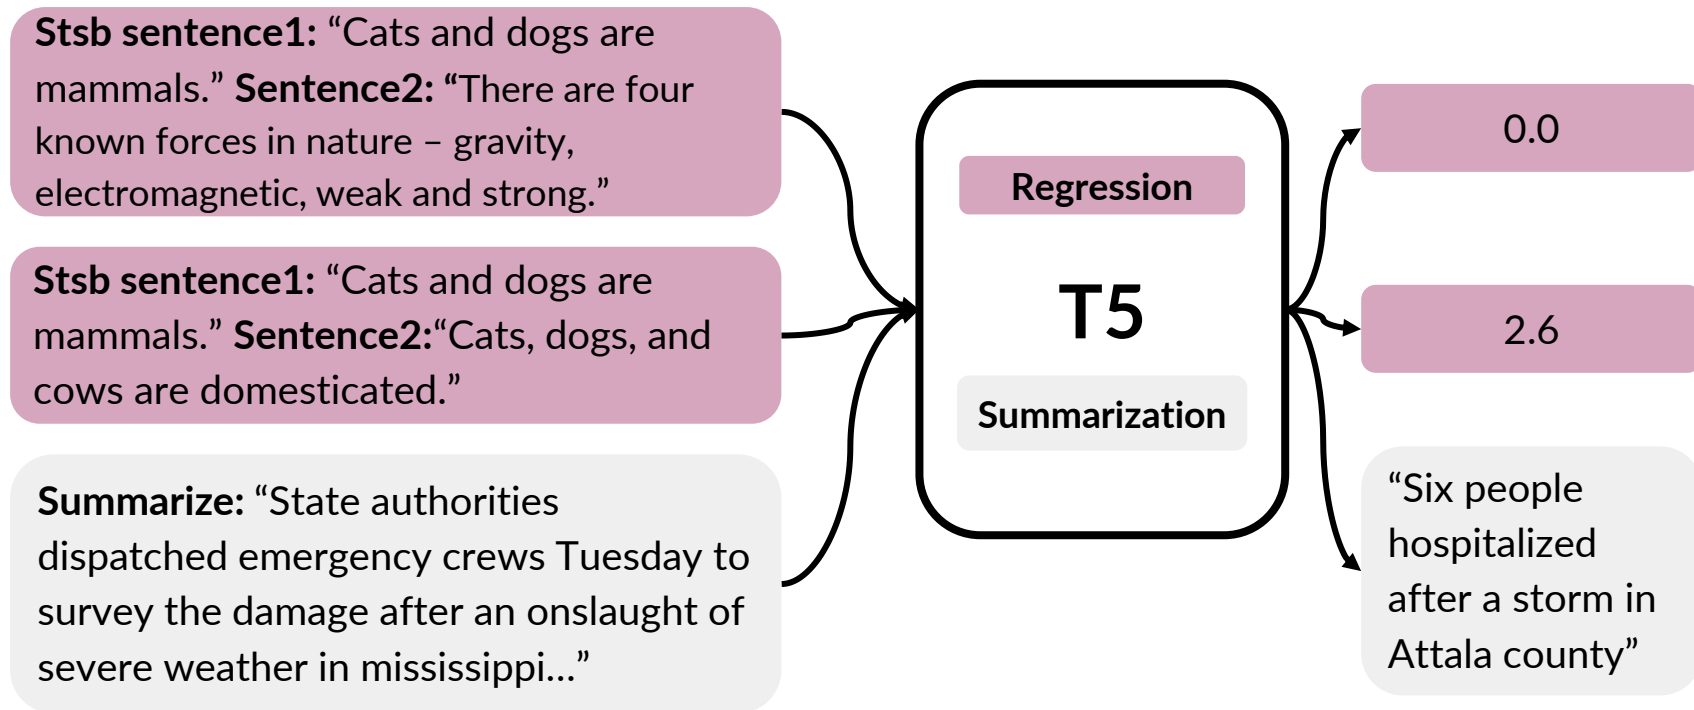 Stsb sentence1: “Cats and dogs are
mammals.” Sentence2: “There are four
known forces in nature – gravity,
electromagnetic, weak and strong.”
Stsb sentence1: “Cats and dogs are
mammals.” Sentence2:“Cats, dogs, and
cows are domesticated.”
Summarize: “State authorities
dispatched emergency crews Tuesday to
survey the damage after an onslaught of
severe weather in mississippi...”
Regression
T5
Summarization
0.0
2.6
“Six people
hospitalized
after a storm in
Attala county”